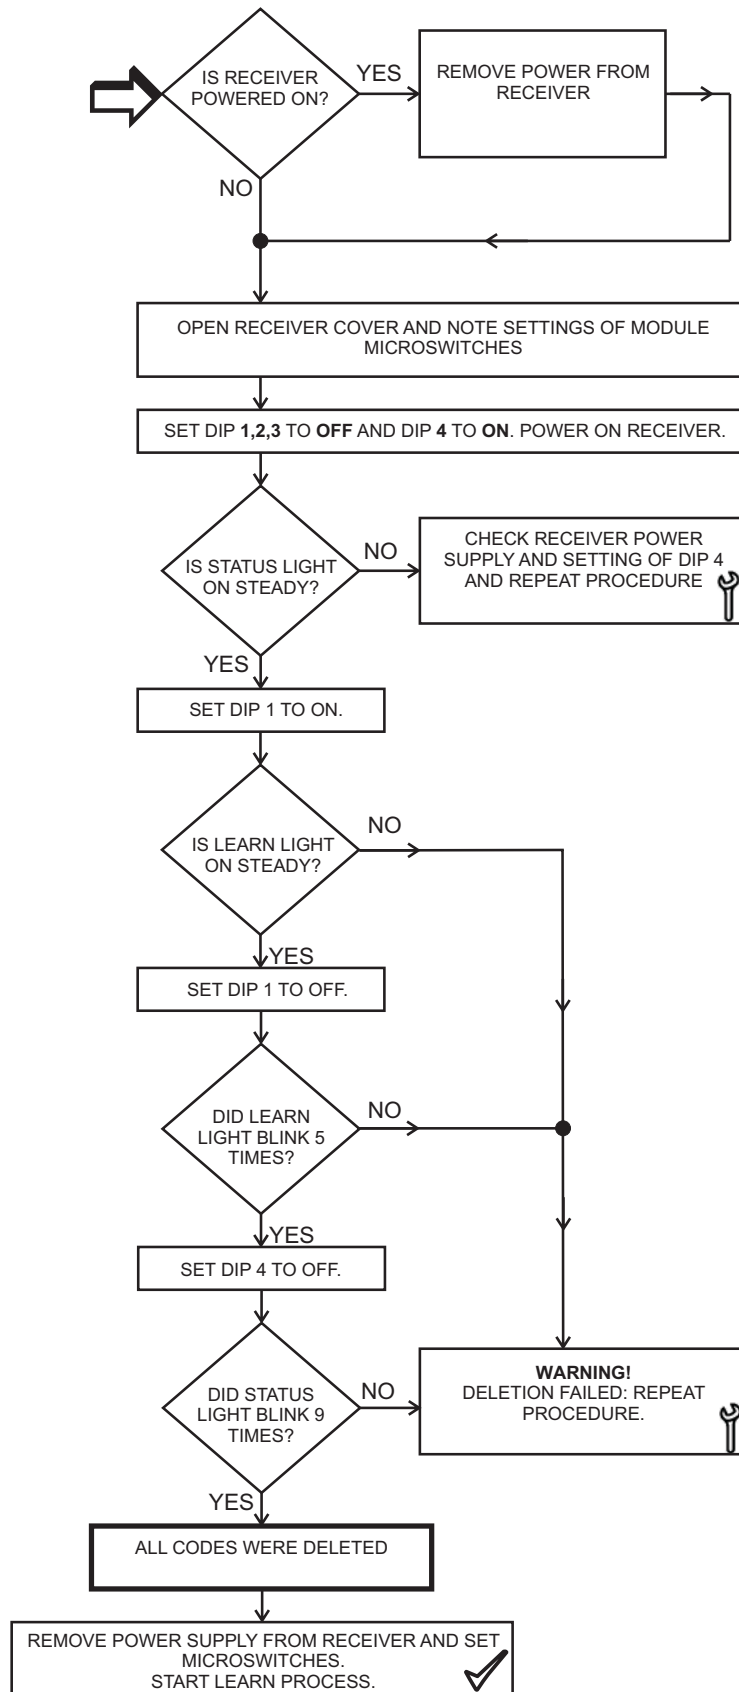 IS RECEIVER
POWERED ON?
YES
REMOVE POWER FROM
RECEIVER
NO
OPEN RECEIVER COVER AND NOTE SETTINGS OF MODULE
MICROSWITCHES
SET DIP 1,2,3 TO OFF AND DIP 4 TO ON. POWER ON RECEIVER.
IS STATUS LIGHT
ON STEADY?
NO
CHECK RECEIVER POWER
SUPPLY AND SETTING OF DIP 4
AND REPEAT PROCEDURE
YES
SET DIP 1 TO ON.
IS LEARN LIGHT
ON STEADY?
NO
YES
SET DIP 1 TO OFF.
DID LEARN
LIGHT BLINK 5
TIMES?
NO
YES
SET DIP 4 TO OFF.
DID STATUS
LIGHT BLINK 9
TIMES?
NO
WARNING!
DELETION FAILED: REPEAT
PROCEDURE.
YES
ALL CODES WERE DELETED
REMOVE POWER SUPPLY FROM RECEIVER AND SET
MICROSWITCHES.
START LEARN PROCESS.